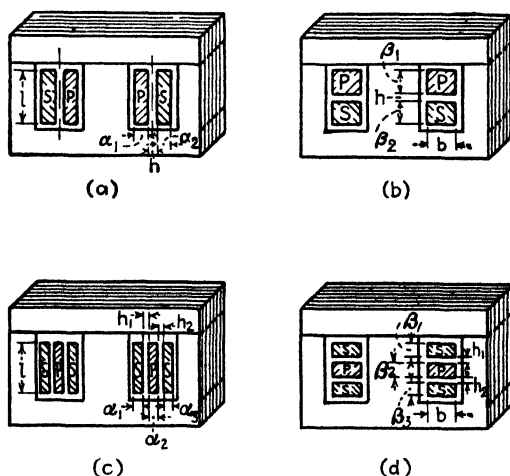 l S P P S
α₁ α₂
h
(a)
β₁
P P
h
S S
β₂ b
(b)
h₁ h₂
l S P S S P S
α₁ α₃
α₂
(c)
β₁
S S h₁
β₂ P P
S S h₂
β₃ b
(d)